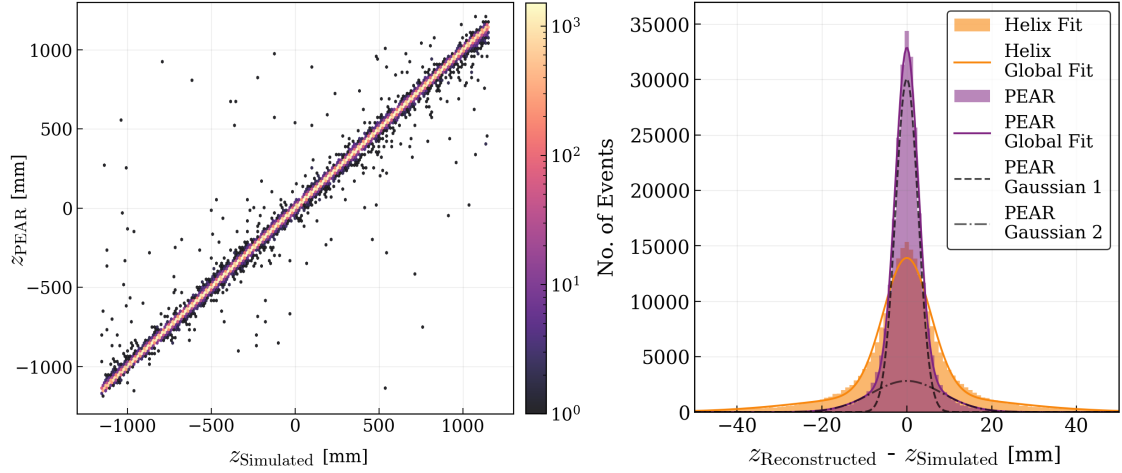 1000
500
0
−500
−1000
z_PEAR [mm]
−1000 −500 0 500 1000
z_Simulated [mm]
10^3
10^2
10^1
10^0
35000
30000
25000
20000
15000
10000
5000
0
No. of Events
−40 −20 0 20 40
z_Reconstructed - z_Simulated [mm]
Helix Fit
Helix
Global Fit
PEAR
PEAR
Global Fit
PEAR
Gaussian 1
PEAR
Gaussian 2